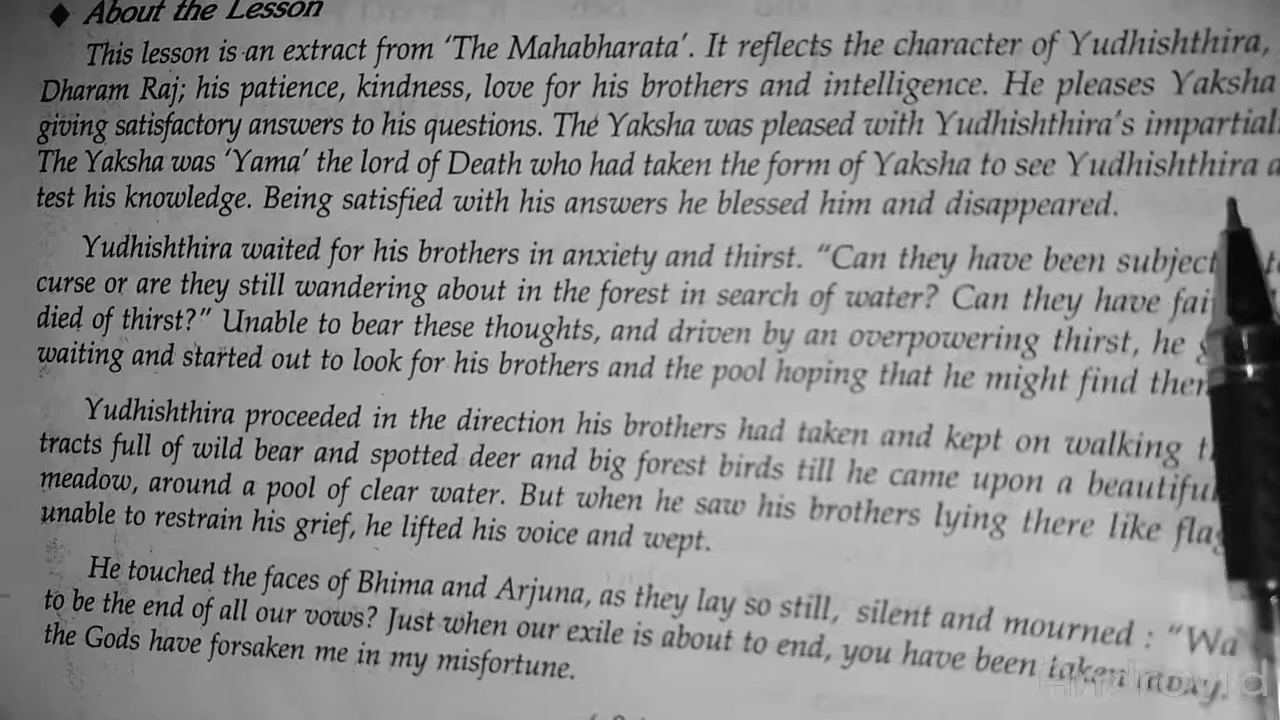 ◆ About the Lesson
This lesson is an extract from ‘The Mahabharata’. It reflects the character of Yudhishthira,
Dharam Raj; his patience, kindness, love for his brothers and intelligence. He pleases Yaksha
giving satisfactory answers to his questions. The Yaksha was pleased with Yudhishthira's impartial
The Yaksha was ‘Yama’ the lord of Death who had taken the form of Yaksha to see Yudhishthira
test his knowledge. Being satisfied with his answers he blessed him and disappeared.
Yudhishthira waited for his brothers in anxiety and thirst. “Can they have been subject
curse or are they still wandering about in the forest in search of water? Can they have
died of thirst?” Unable to bear these thoughts, and driven by an overpowering thirst, he
waiting and started out to look for his brothers and the pool hoping that he might find
Yudhishthira proceeded in the direction his brothers had taken and kept on walking
tracts full of wild bear and spotted deer and big forest birds till he came upon a beautiful
meadow, around a pool of clear water. But when he saw his brothers lying there like
unable to restrain his grief, he lifted his voice and wept.
He touched the faces of Bhima and Arjuna, as they lay so still, silent and mourned : “
to be the end of all our vows? Just when our exile is about to end, you have been taken away.
the Gods have forsaken me in my misfortune.